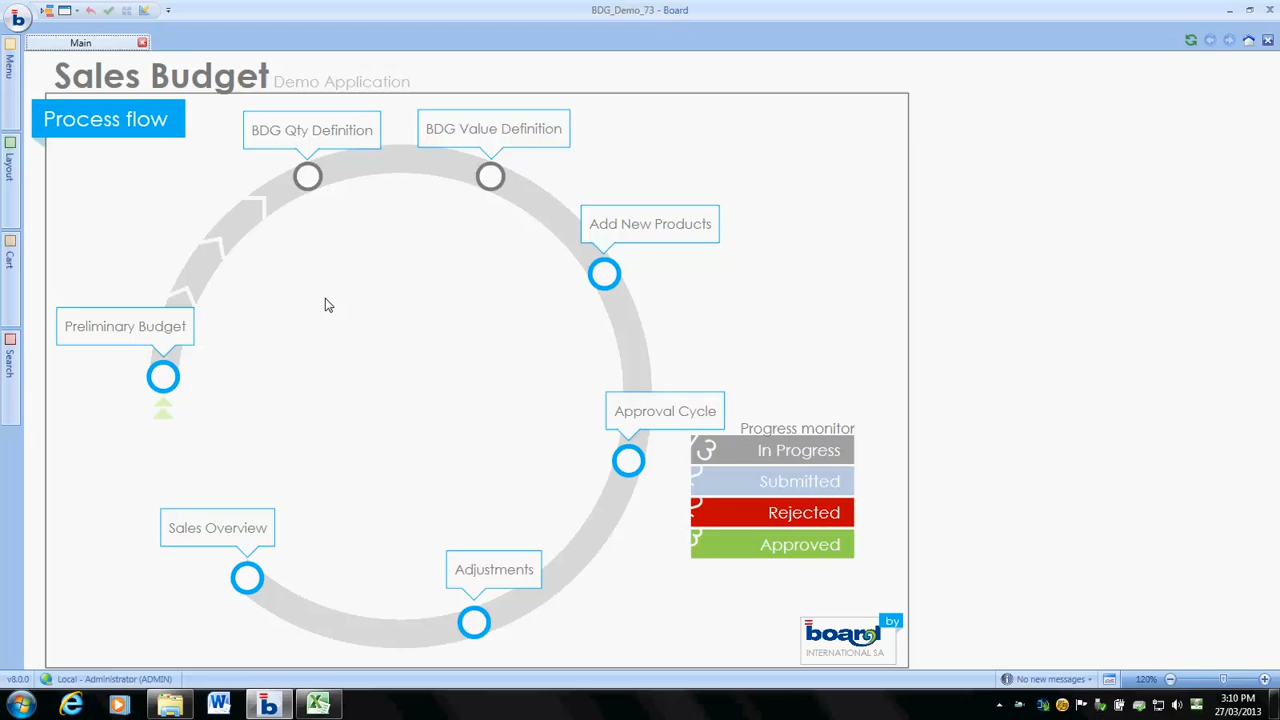 BDG_Demo_73 - Board
Main
Menu
Layout
Cart
Search
Sales Budget Demo Application
Process flow
BDG Qty Definition
BDG Value Definition
Add New Products
Preliminary Budget
Approval Cycle
Progress monitor
In Progress
Submitted
Rejected
Approved
Sales Overview
Adjustments
by
board
INTERNATIONAL SA
v8.0.0
Local - Administrator (ADMIN)
No new messages
120%
3:10 PM
27/03/2013